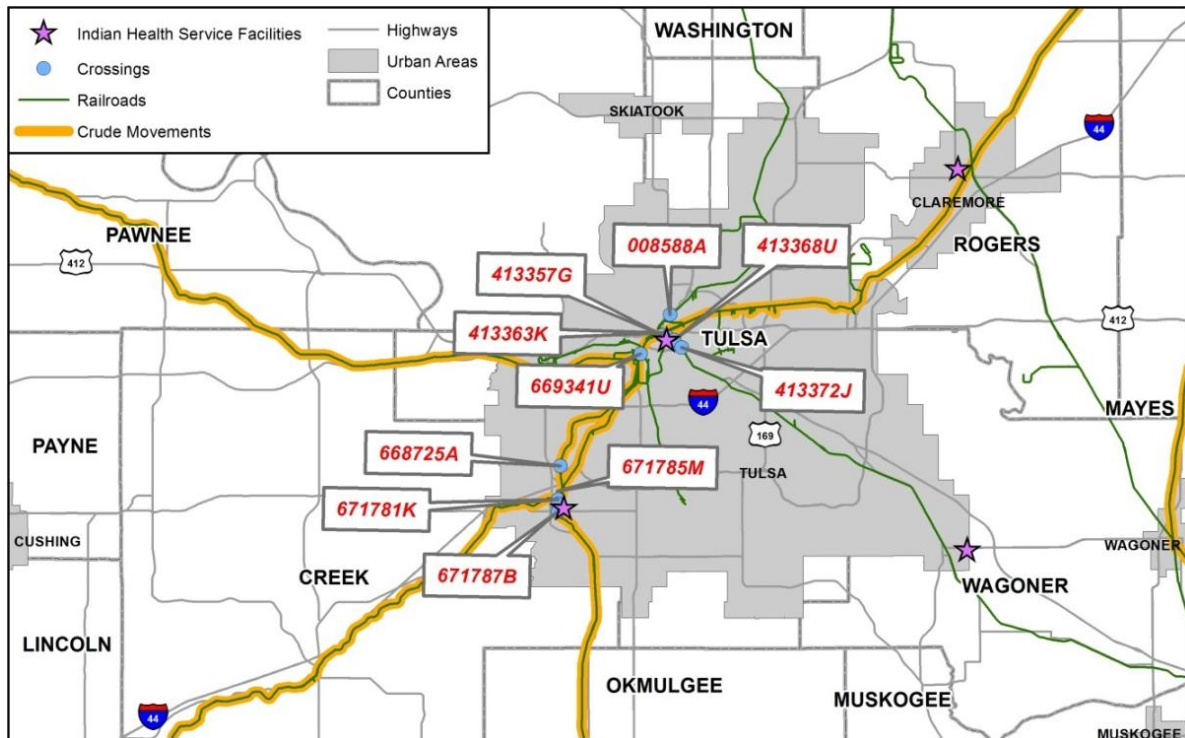 Indian Health Service Facilities
Highways
Crossings
Urban Areas
Railroads
Counties
Crude Movements
WASHINGTON
SKIATOOK
44
CLAREMORE
PAWNEE
412
008588A
413368U
ROGERS
413357G
412
413363K
TULSA
669341U
413372J
44
MAYES
169
PAYNE
668725A
671785M
TULSA
671781K
CUSHING
WAGONER
CREEK
671787B
WAGONER
LINCOLN
OKMULGEE
MUSKOGEE
44
MUSKOGEE